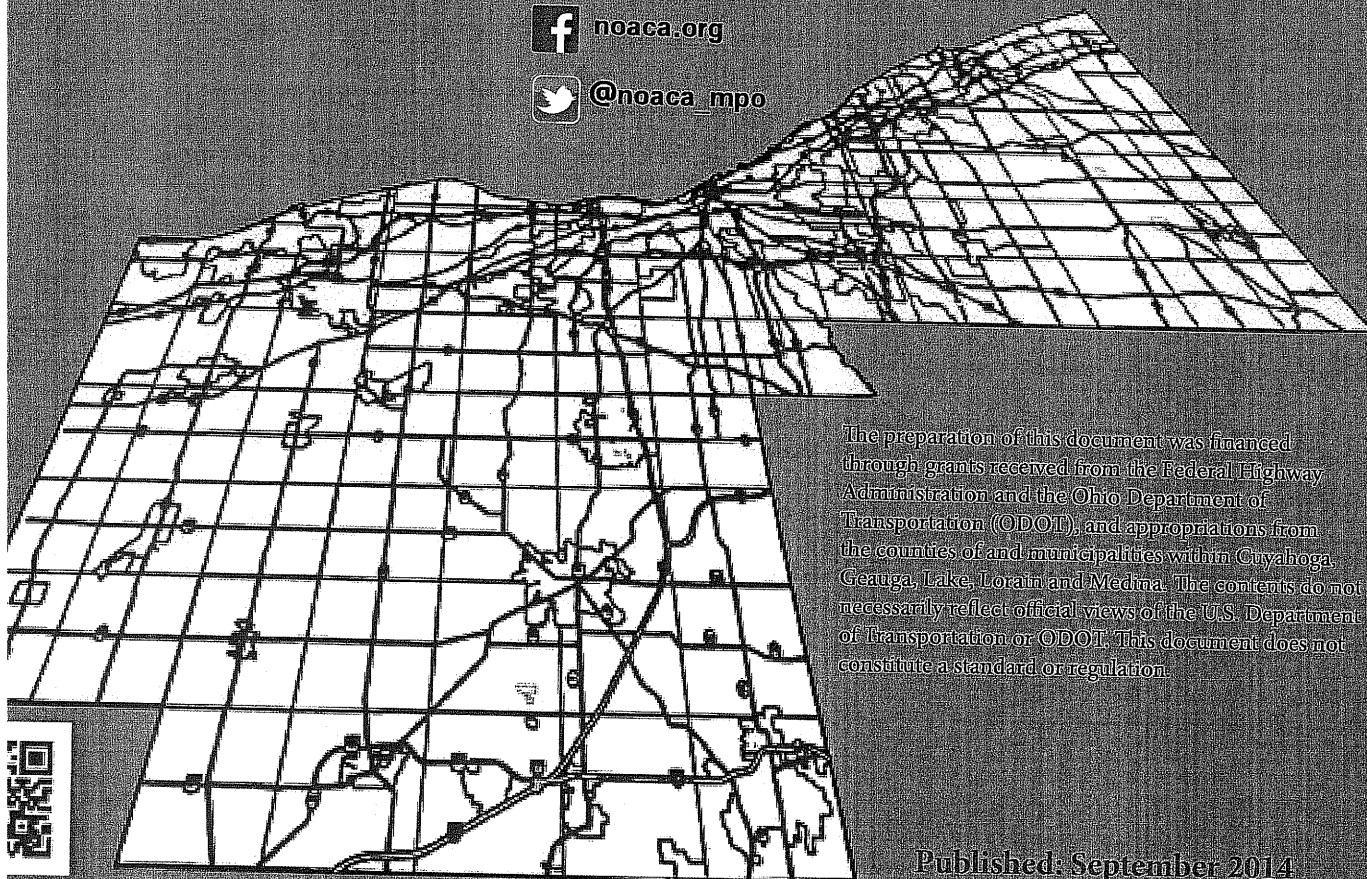 noaca.org
@noaca_mpo
The preparation of this document was financed
through grants received from the Federal Highway
Administration and the Ohio Department of
Transportation (ODOT), and appropriations from
the counties of and municipalities within Cuyahoga,
Geauga, Lake, Lorain and Medina. The contents do not
necessarily reflect official views of the U.S. Department
of Transportation or ODOT. This document does not
constitute a standard or regulation.
Published: September 2014